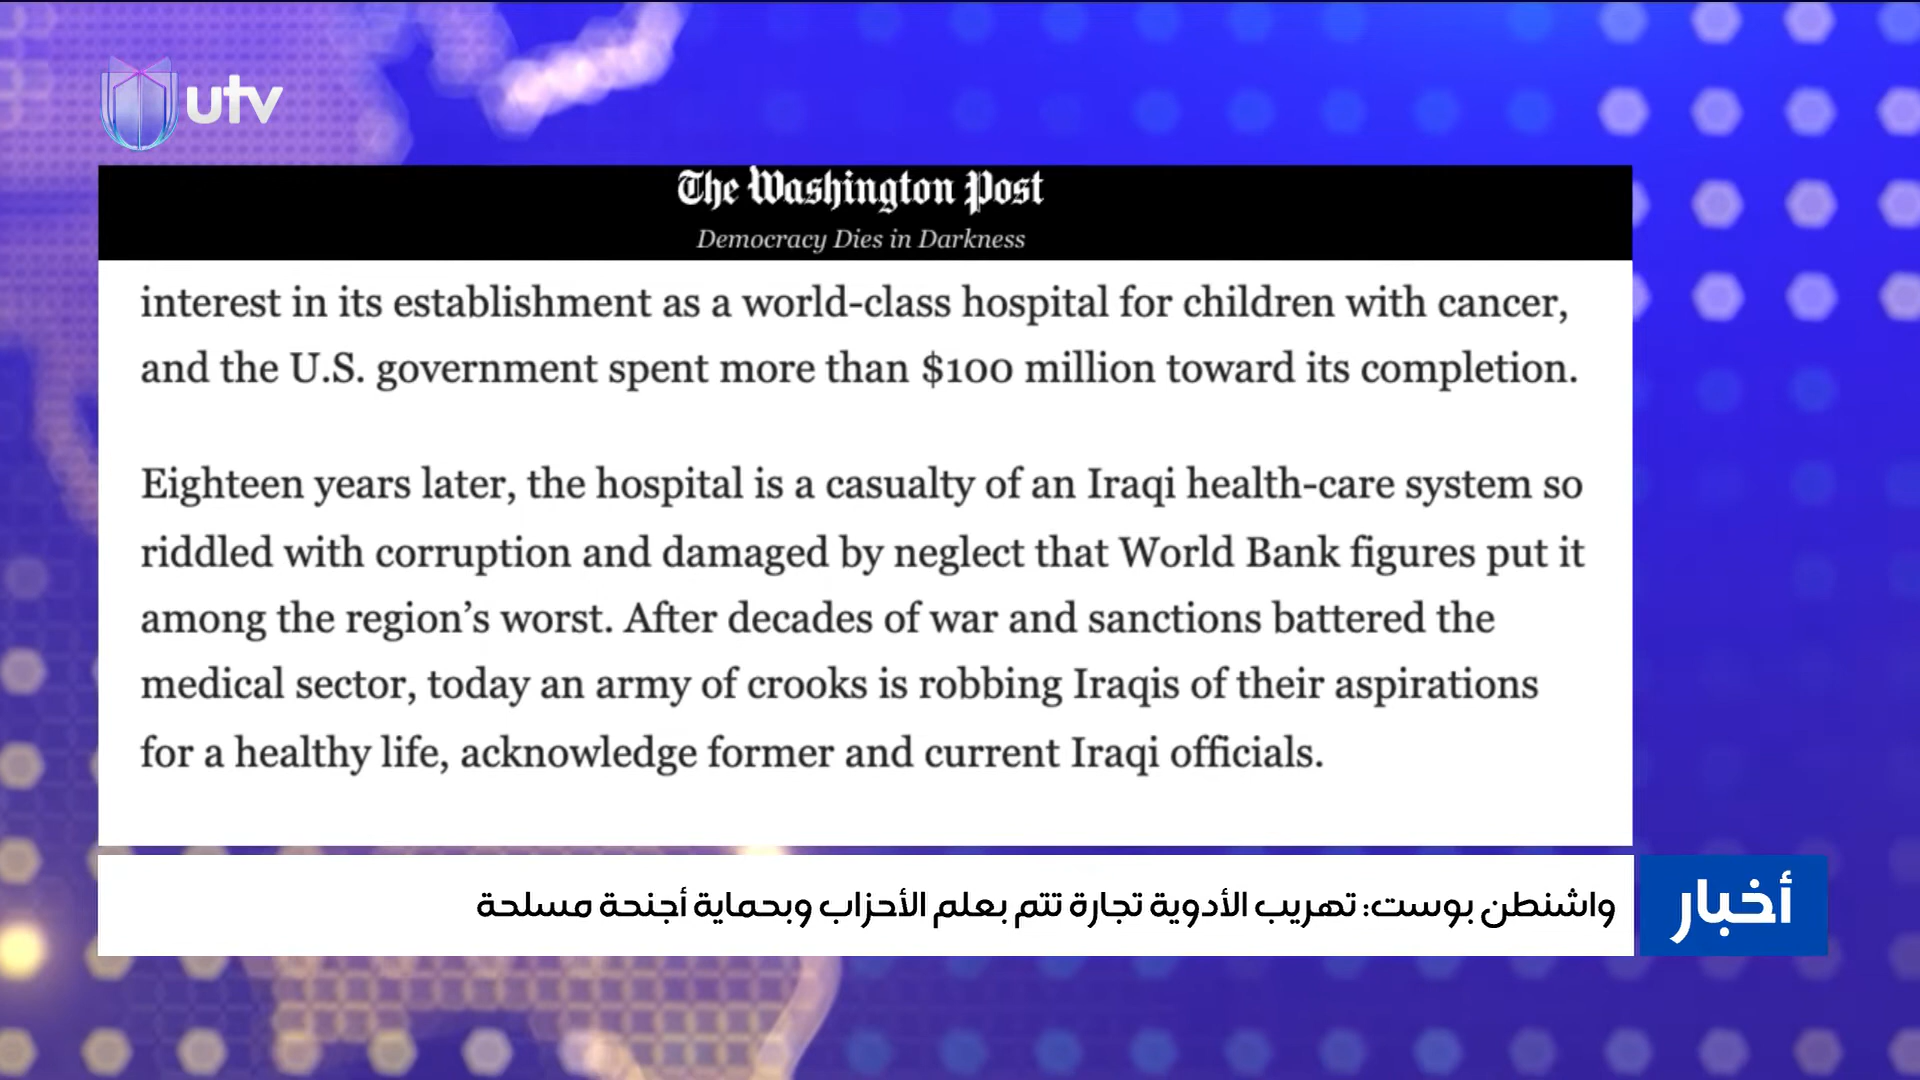 utv
The Washington Post
Democracy Dies in Darkness
interest in its establishment as a world-class hospital for children with cancer,
and the U.S. government spent more than $100 million toward its completion.
Eighteen years later, the hospital is a casualty of an Iraqi health-care system so
riddled with corruption and damaged by neglect that World Bank figures put it
among the region’s worst. After decades of war and sanctions battered the
medical sector, today an army of crooks is robbing Iraqis of their aspirations
for a healthy life, acknowledge former and current Iraqi officials.
أخبار
واشنطن بوست: تهريب الأدوية تجارة تتم بعلم الأحزاب وبحماية أجنحة مسلحة